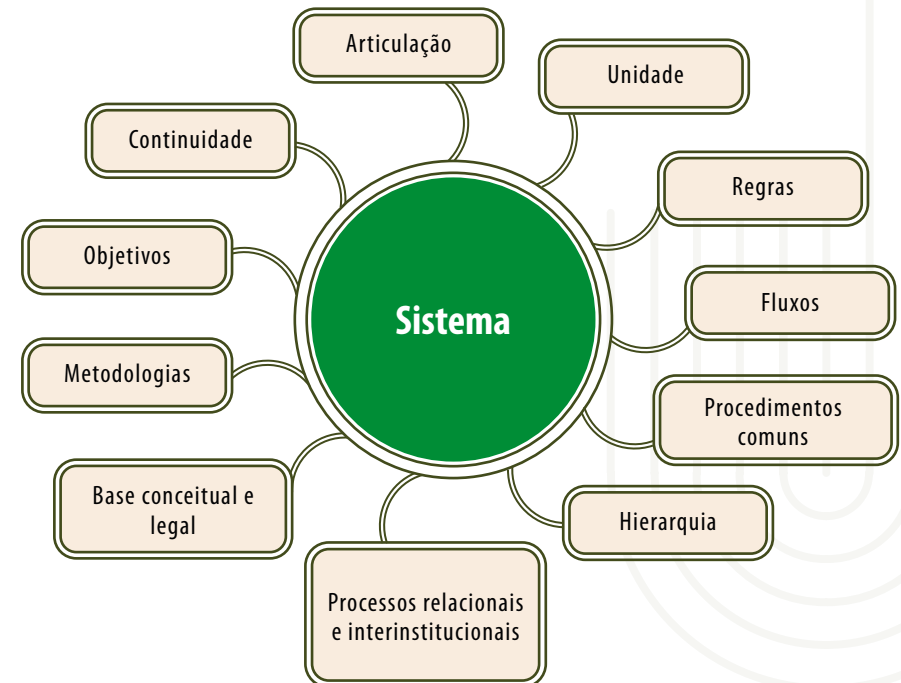 Articulação
Unidade
Continuidade
Regras
Objetivos
Sistema
Fluxos
Metodologias
Procedimentos
comuns
Base conceitual e
legal
Hierarquia
Processos relacionais
e interinstitucionais